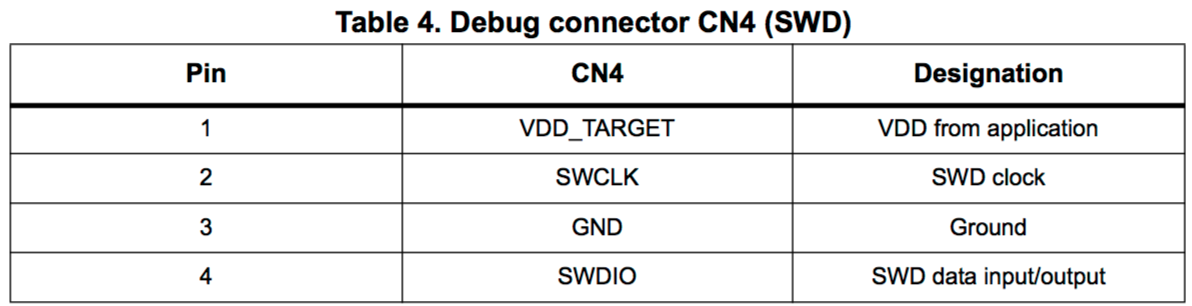 Table 4. Debug connector CN4 (SWD)
Pin CN4 Designation
1 VDD_TARGET VDD from application
2 SWCLK SWD clock
3 GND Ground
4 SWDIO SWD data input/output